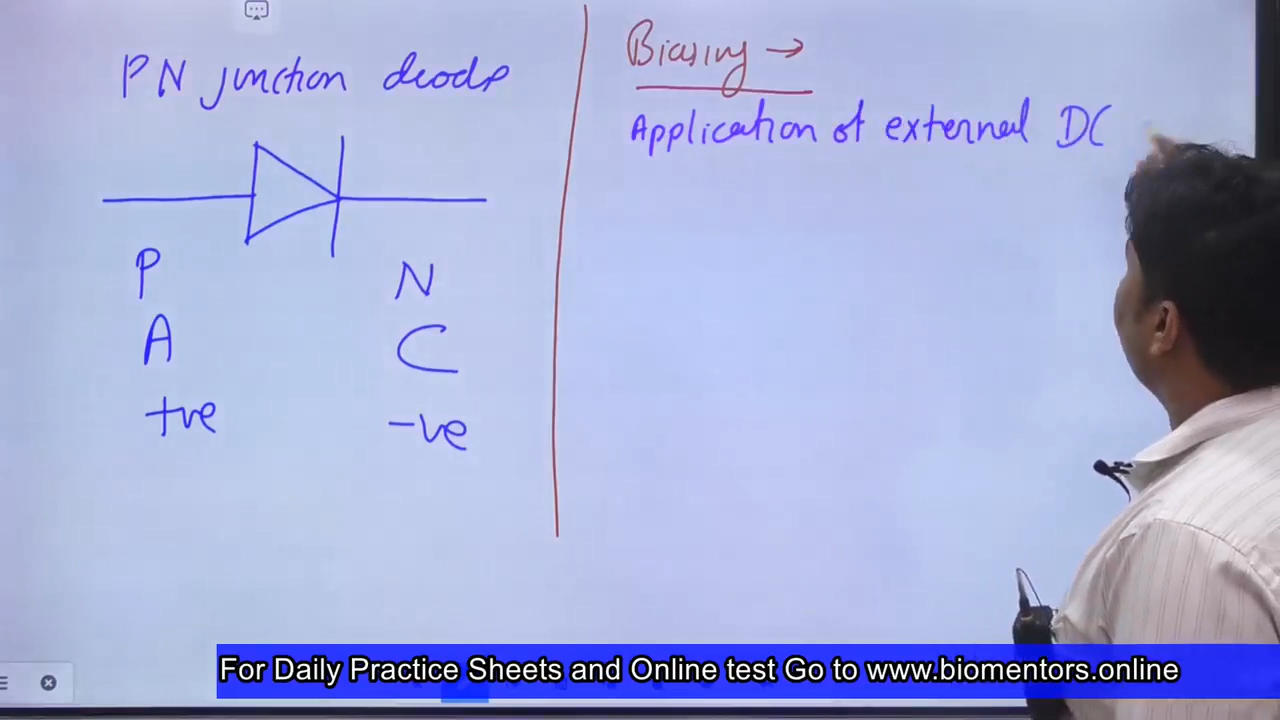 PN junction diode
P N
A C
+ve -ve
Biasing →
Application of external DC
For Daily Practice Sheets and Online test Go to www.biomentors.online